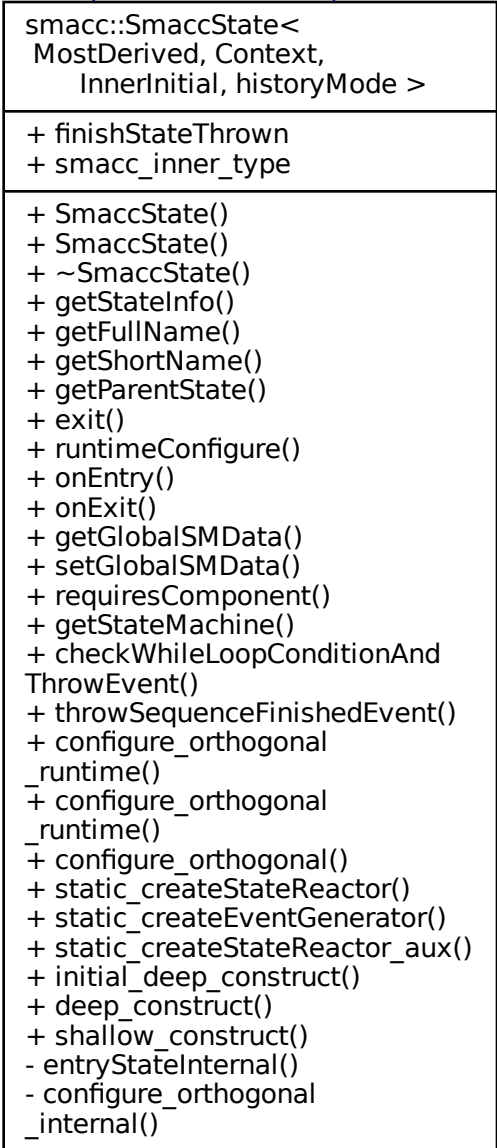 smacc::SmaccState<
MostDerived, Context,
InnerInitial, historyMode >
+ finishStateThrown
+ smacc_inner_type
+ SmaccState()
+ SmaccState()
+ ~SmaccState()
+ getStateInfo()
+ getFullName()
+ getShortName()
+ getParentState()
+ exit()
+ runtimeConfigure()
+ onEntry()
+ onExit()
+ getGlobalSMData()
+ setGlobalSMData()
+ requiresComponent()
+ getStateMachine()
+ checkWhileLoopConditionAnd
ThrowEvent()
+ throwSequenceFinishedEvent()
+ configure_orthogonal
_runtime()
+ configure_orthogonal
_runtime()
+ configure_orthogonal()
+ static_createStateReactor()
+ static_createEventGenerator()
+ static_createStateReactor_aux()
+ initial_deep_construct()
+ deep_construct()
+ shallow_construct()
- entryStateInternal()
- configure_orthogonal
_internal()